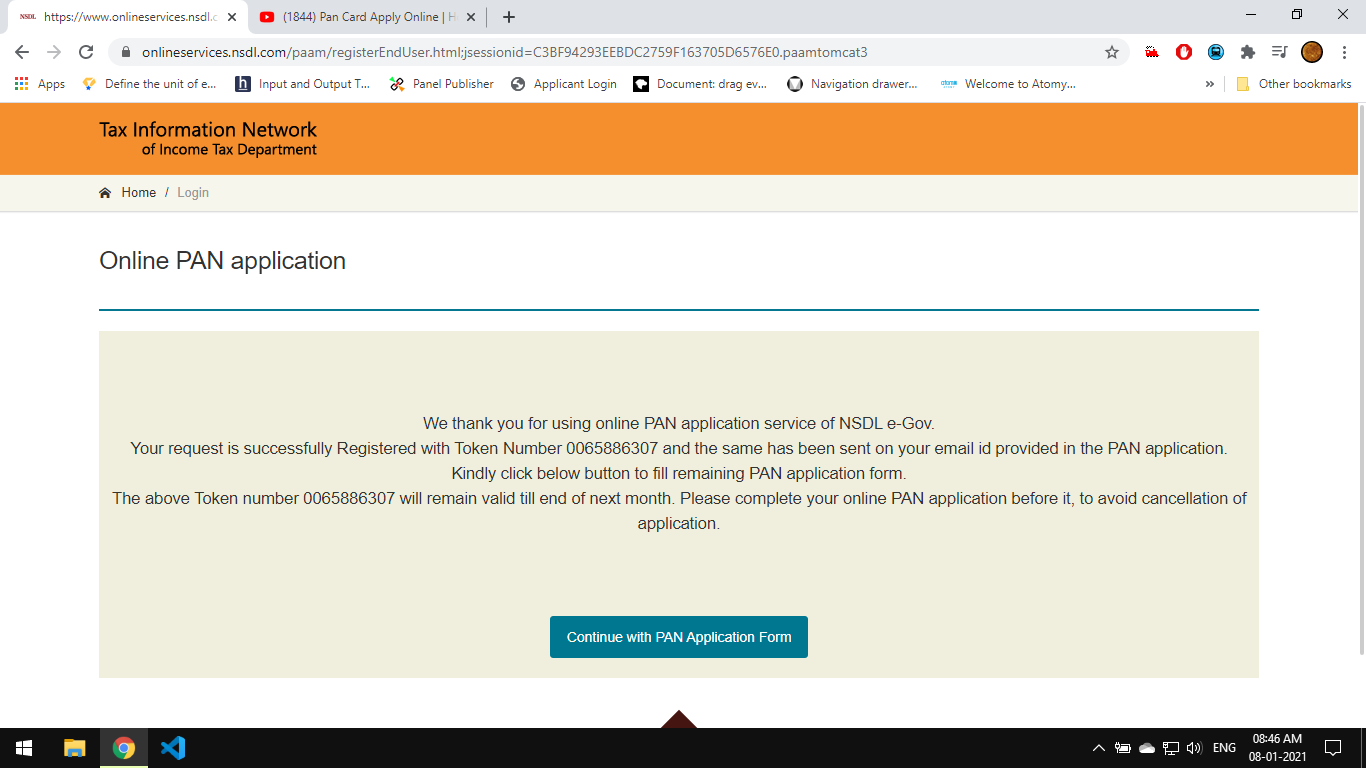 NSDL https://www.onlineservices.nsdl.c
(1844) Pan Card Apply Online | H
onlineservices.nsdl.com/paam/registerEndUser.html;jsessionid=C3BF94293EEBDC2759F163705D6576E0.paamtomcat3
Apps Define the unit of e... h Input and Output T... Panel Publisher Applicant Login Document: drag ev... Navigation drawer... atomy Welcome to Atomy... » Other bookmarks
Tax Information Network
of Income Tax Department
Home / Login
Online PAN application
We thank you for using online PAN application service of NSDL e-Gov.
Your request is successfully Registered with Token Number 0065886307 and the same has been sent on your email id provided in the PAN application.
Kindly click below button to fill remaining PAN application form.
The above Token number 0065886307 will remain valid till end of next month. Please complete your online PAN application before it, to avoid cancellation of
application.
Continue with PAN Application Form
ENG
08:46 AM
08-01-2021